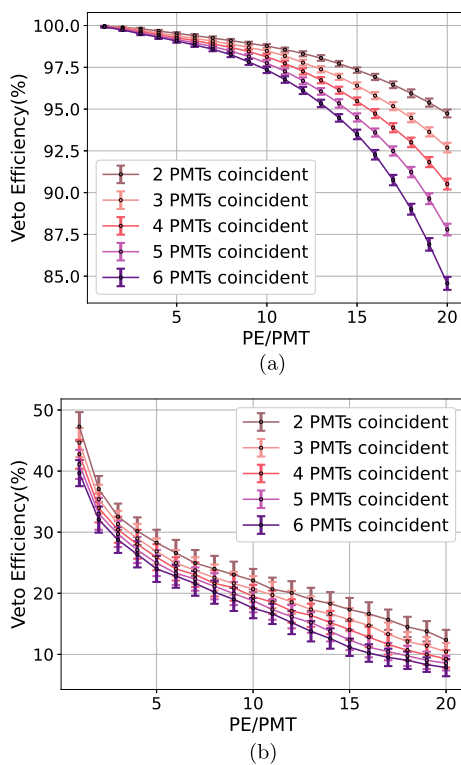 100.0
97.5
95.0
92.5
90.0
87.5
85.0
Veto Efficiency(%)
2 PMTs coincident
3 PMTs coincident
4 PMTs coincident
5 PMTs coincident
6 PMTs coincident
5 10 15 20
PE/PMT
(a)
50
40
30
20
10
Veto Efficiency(%)
2 PMTs coincident
3 PMTs coincident
4 PMTs coincident
5 PMTs coincident
6 PMTs coincident
5 10 15 20
PE/PMT
(b)